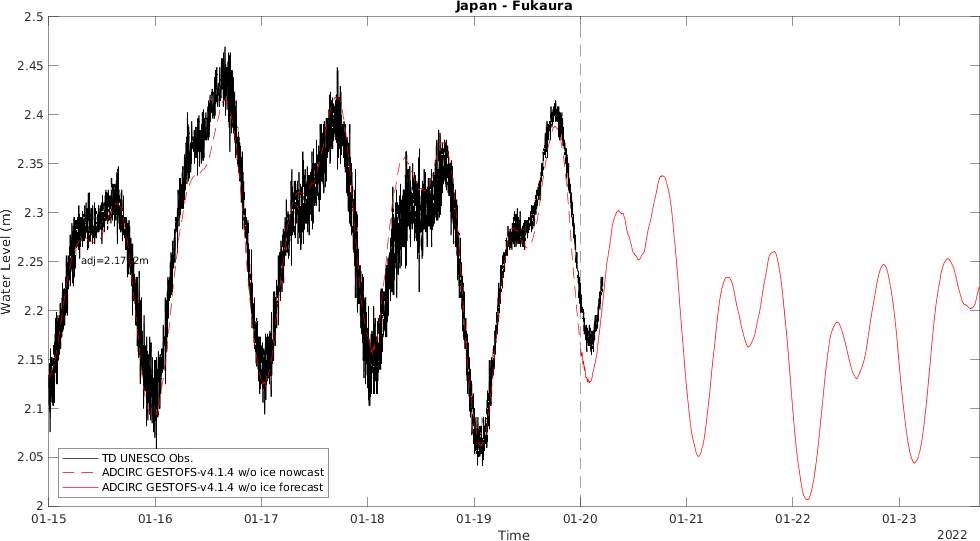 Japan - Fukaura
2.5
2.45
2.4
2.35
2.3
2.25
2.2
2.15
2.1
2.05
2
Water Level (m)
TD UNESCO Obs.
ADCIRC GESTOFS-v4.1.4 w/o ice nowcast
ADCIRC GESTOFS-v4.1.4 w/o ice forecast
01-15 01-16 01-17 01-18 01-19 01-20 01-21 01-22 01-23
Time
2022